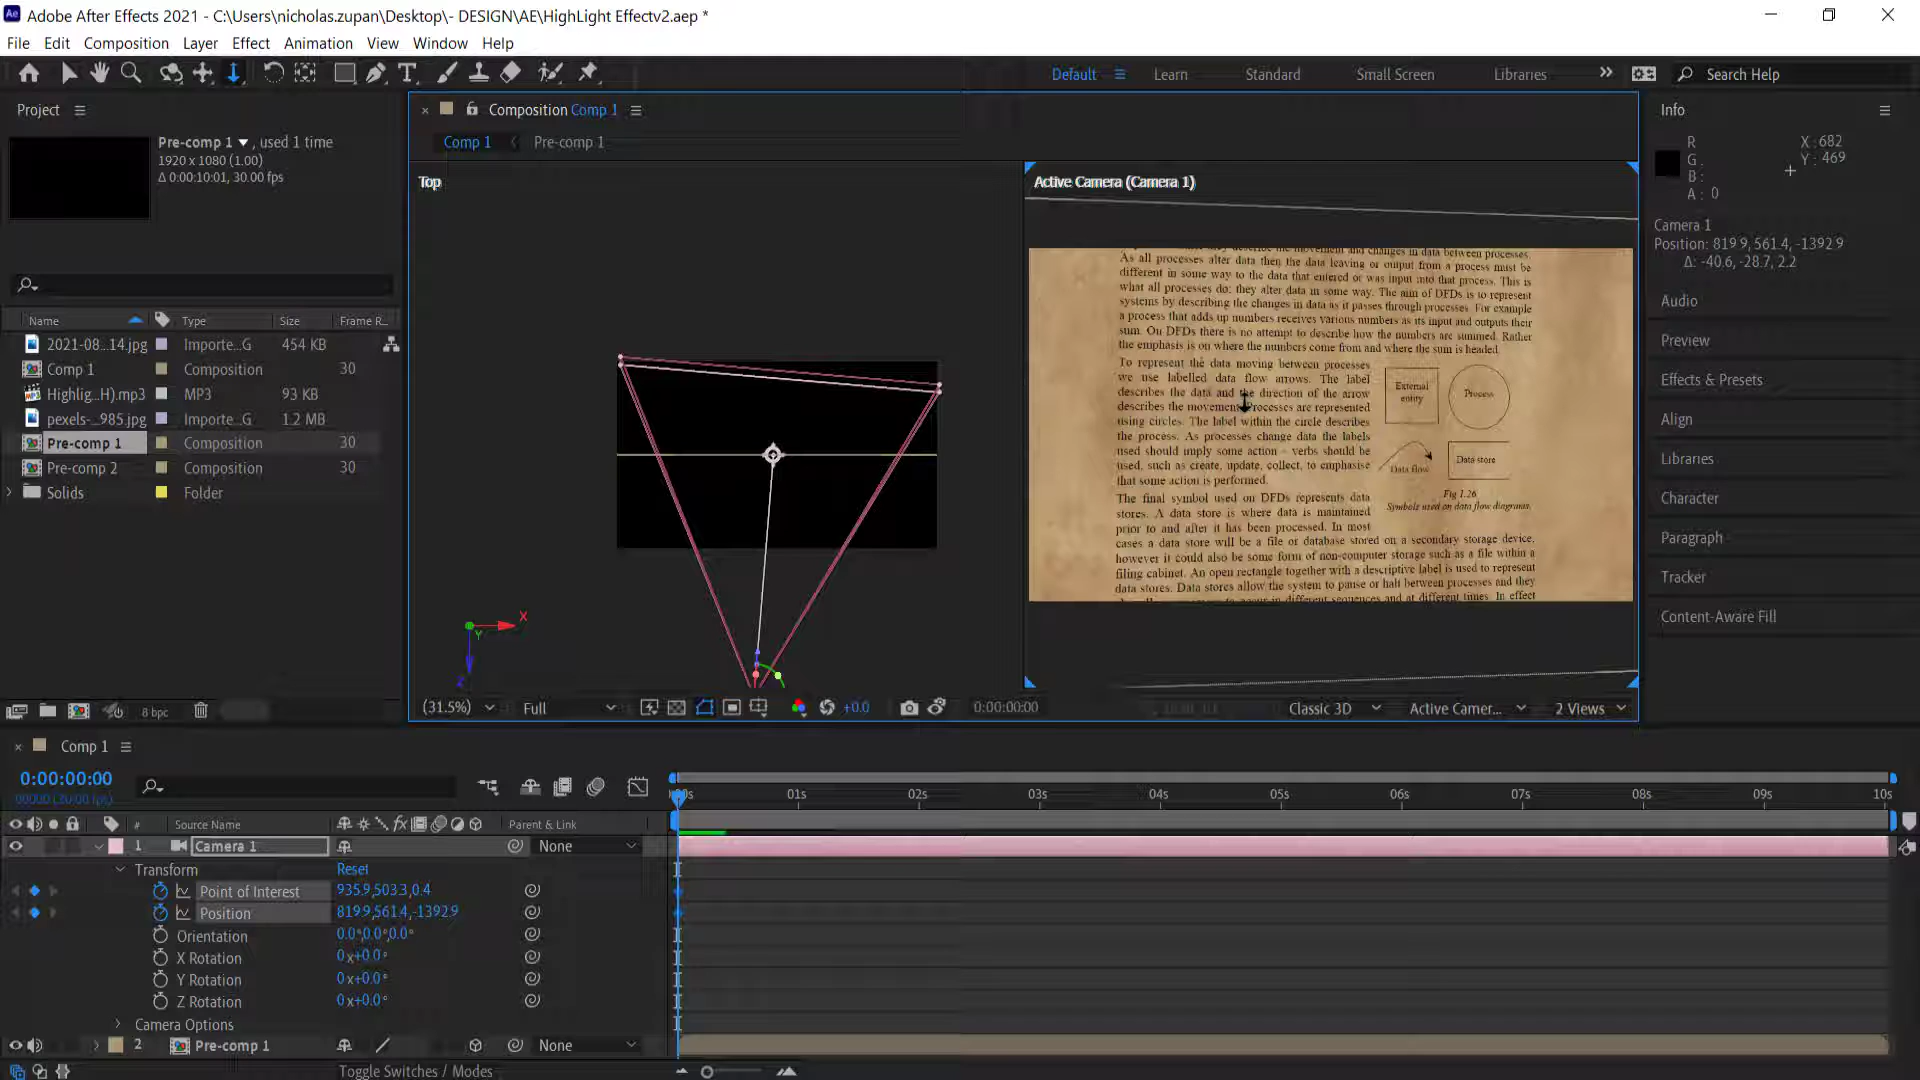 Adobe After Effects 2021 - C:\Users\nicholas.zupan\Desktop\- DESIGN\AE\HighLight Effectv2.aep *
File Edit Composition Layer Effect Animation View Window Help
Default Learn Standard Small Screen Libraries Search Help
Project
Pre-comp 1 , used 1 time
1920 x 1080 (1.00)
Δ 0:00:10:01, 30.00 fps
Name Type Size Frame R...
2021-08...14.jpg Importe...G 454 KB
Comp 1 Composition 30
Highlig...H).mp3 MP3 93 KB
pexels-...985.jpg Importe...G 1.2 MB
Pre-comp 1 Composition 30
Pre-comp 2 Composition 30
Solids Folder
8 bpc
Composition Comp 1
Comp 1 Pre-comp 1
Top
X
Y
Z
Active Camera (Camera 1)
As all processes alter data then the data leaving or output from a process must be
different in some way to the data that entered or was input into that process. This is
what all processes do; they alter data in some way. The aim of DFDs is to represent
systems by describing the changes in data as it passes through processes. For example
a process that adds up numbers receives various numbers as its input and outputs their
sum. On DFDs there is no attempt to describe how the numbers are summed. Rather
the emphasis is on where the numbers come from and where the sum is headed.
To represent the data moving between processes
we use labelled data flow arrows. The label
describes the data and the direction of the arrow
describes the movement. Processes are represented
using circles. The label within the circle describes
the process. As processes change data the labels
used should imply some action - verbs should be
used, such as create, update, collect, to emphasise
that some action is performed.
External
entity
Process
Data flow
Data store
Fig 1.26
Symbols used on data flow diagrams.
The final symbol used on DFDs represents data
stores. A data store is where data is maintained
prior to and after it has been processed. In most
cases a data store will be a file or database stored on a secondary storage device,
however it could also be some form of non-computer storage such as a file within a
filing cabinet. An open rectangle together with a descriptive label is used to represent
data stores. Data stores allow the system to pause or halt between processes and they
to occur in different sequences and at different times. In effect
(31.5%) Full +0.0 0:00:00:00 Classic 3D Active Camer... 2 Views
Info
R
G :
B :
A : 0
X : 682
Y : 469
Camera 1
Position: 819.9, 561.4, -1392.9
Δ: -40.6, -28.7, 2.2
Audio
Preview
Effects & Presets
Align
Libraries
Character
Paragraph
Tracker
Content-Aware Fill
Comp 1
0:00:00:00
00000 (30.00 fps)
01s 02s 03s 04s 05s 06s 07s 08s 09s 10s
# Source Name Parent & Link
1 Camera 1 None
Transform Reset
Point of Interest 935.9,503.3,0.4
Position 819.9,561.4,-1392.9
Orientation 0.0°,0.0°,0.0°
X Rotation 0x+0.0°
Y Rotation 0x+0.0°
Z Rotation 0x+0.0°
Camera Options
2 Pre-comp 1 None
Toggle Switches / Modes